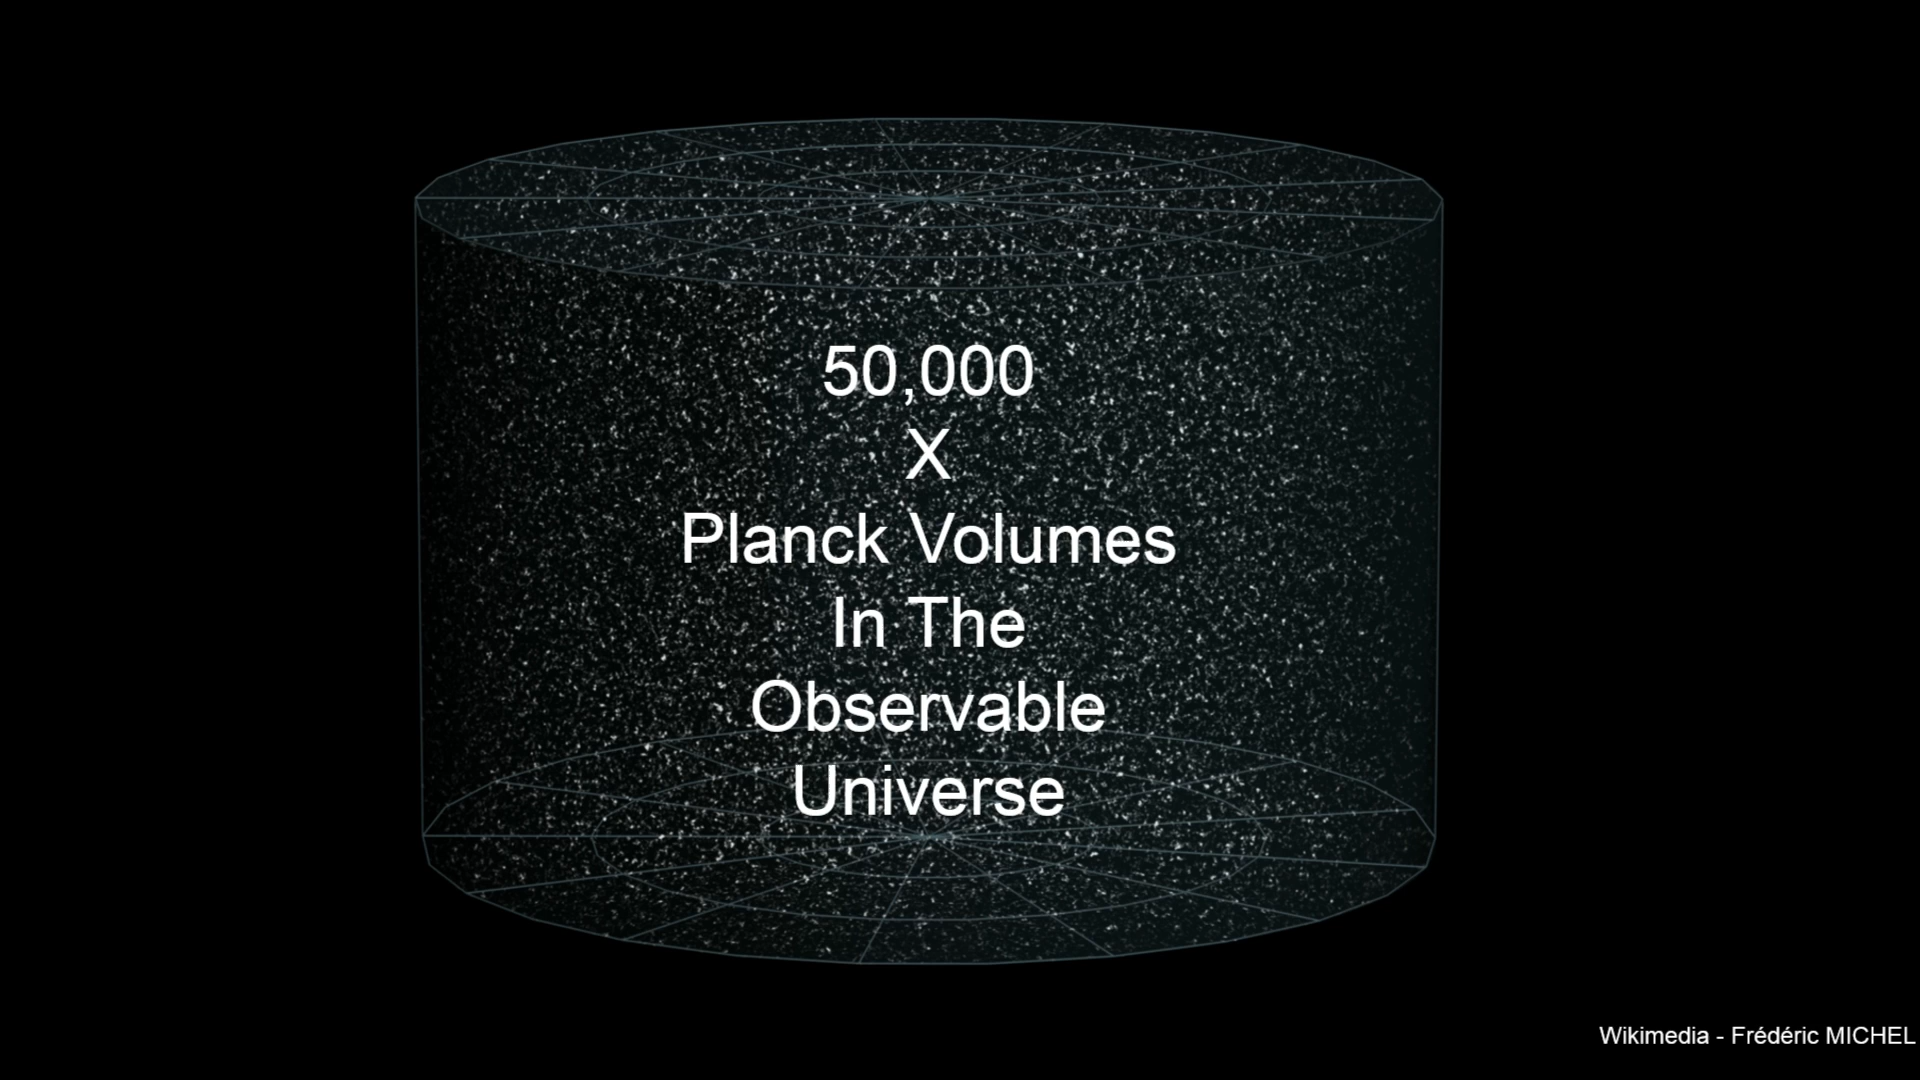 50,000
X
Planck Volumes
In The
Observable
Universe
Wikimedia - Frédéric MICHEL